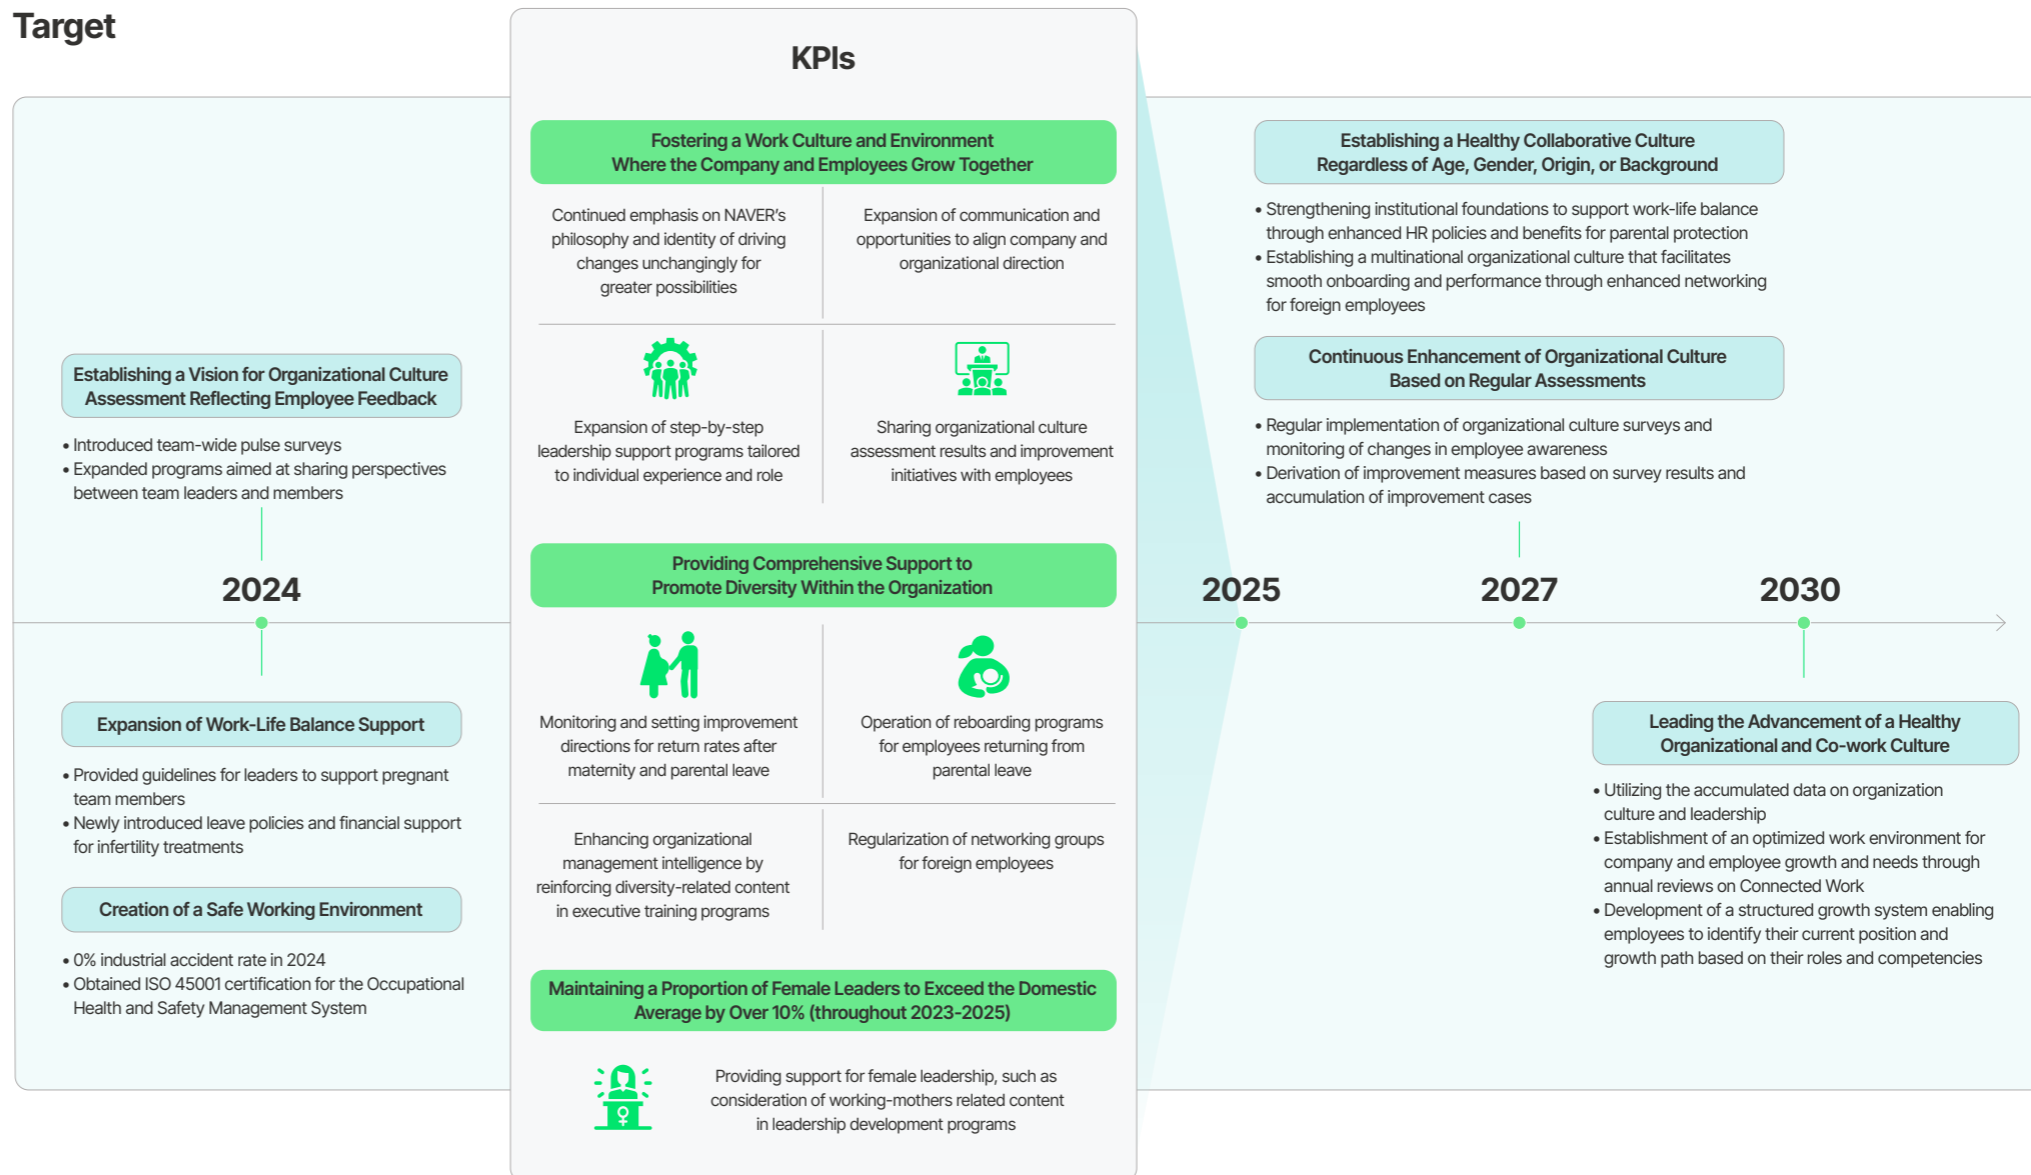 Target
Establishing a Vision for Organizational Culture
Assessment Reflecting Employee Feedback
• Introduced team-wide pulse surveys
• Expanded programs aimed at sharing perspectives
between team leaders and members
2024
Expansion of Work-Life Balance Support
• Provided guidelines for leaders to support pregnant
team members
• Newly introduced leave policies and financial support
for infertility treatments
Creation of a Safe Working Environment
• 0% industrial accident rate in 2024
• Obtained ISO 45001 certification for the Occupational
Health and Safety Management System
KPIs
Fostering a Work Culture and Environment
Where the Company and Employees Grow Together
Continued emphasis on NAVER's
philosophy and identity of driving
changes unchangingly for
greater possibilities
Expansion of communication and
opportunities to align company and
organizational direction
Expansion of step-by-step
leadership support programs tailored
to individual experience and role
Sharing organizational culture
assessment results and improvement
initiatives with employees
Providing Comprehensive Support to
Promote Diversity Within the Organization
Monitoring and setting improvement
directions for return rates after
maternity and parental leave
Operation of reboarding programs
for employees returning from
parental leave
Enhancing organizational
management intelligence by
reinforcing diversity-related content
in executive training programs
Regularization of networking groups
for foreign employees
Maintaining a Proportion of Female Leaders to Exceed the Domestic
Average by Over 10% (throughout 2023-2025)
Providing support for female leadership, such as
consideration of working-mothers related content
in leadership development programs
2025
Establishing a Healthy Collaborative Culture
Regardless of Age, Gender, Origin, or Background
• Strengthening institutional foundations to support work-life balance
through enhanced HR policies and benefits for parental protection
• Establishing a multinational organizational culture that facilitates
smooth onboarding and performance through enhanced networking
for foreign employees
Continuous Enhancement of Organizational Culture
Based on Regular Assessments
• Regular implementation of organizational culture surveys and
monitoring of changes in employee awareness
• Derivation of improvement measures based on survey results and
accumulation of improvement cases
2027
2030
Leading the Advancement of a Healthy
Organizational and Co-work Culture
• Utilizing the accumulated data on organization
culture and leadership
• Establishment of an optimized work environment for
company and employee growth and needs through
annual reviews on Connected Work
• Development of a structured growth system enabling
employees to identify their current position and
growth path based on their roles and competencies